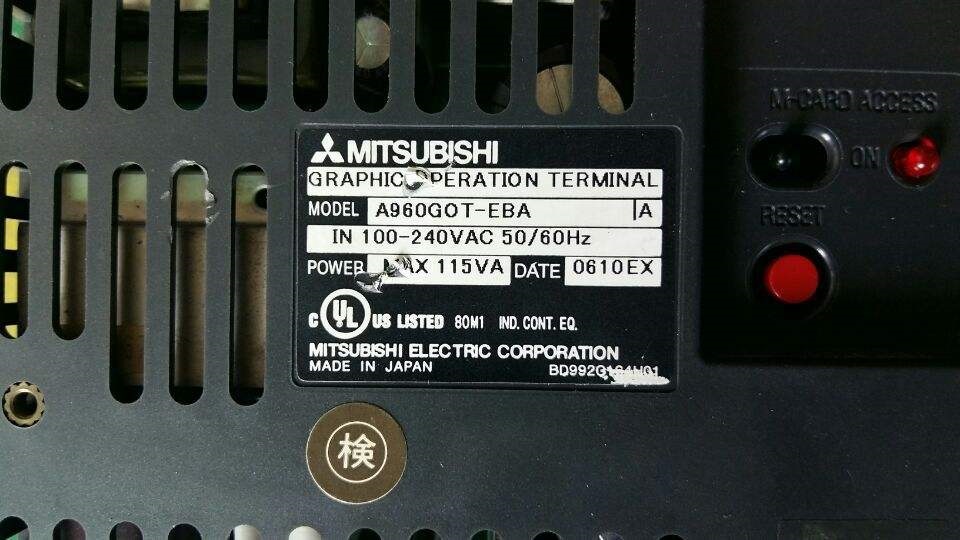 MITSUBISHI
GRAPHIC OPERATION TERMINAL
MODEL A960GOT-EBA A
IN 100-240VAC 50/60Hz
POWER MAX 115VA DATE 0610EX
C UL US LISTED 80M1 IND. CONT. EQ.
MITSUBISHI ELECTRIC CORPORATION
MADE IN JAPAN
M-CARD ACCESS
ON
RESET
検